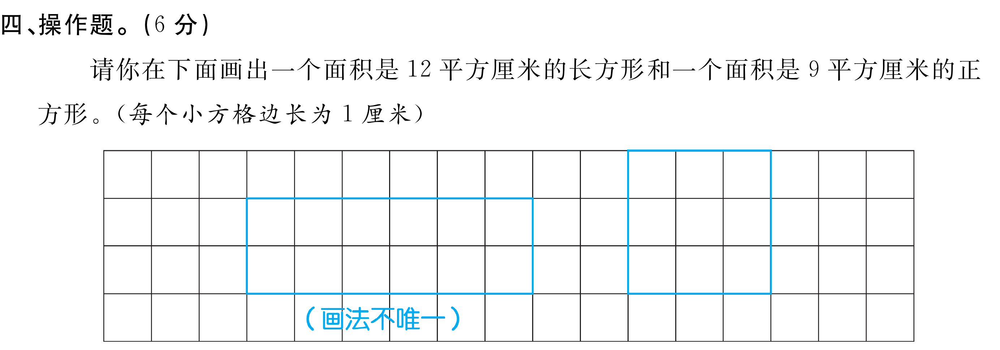 四、操作题。(6 分)
请你在下面画出一个面积是 12 平方厘米的长方形和一个面积是 9 平方厘米的正
方形。(每个小方格边长为 1 厘米)
(画法不唯一)